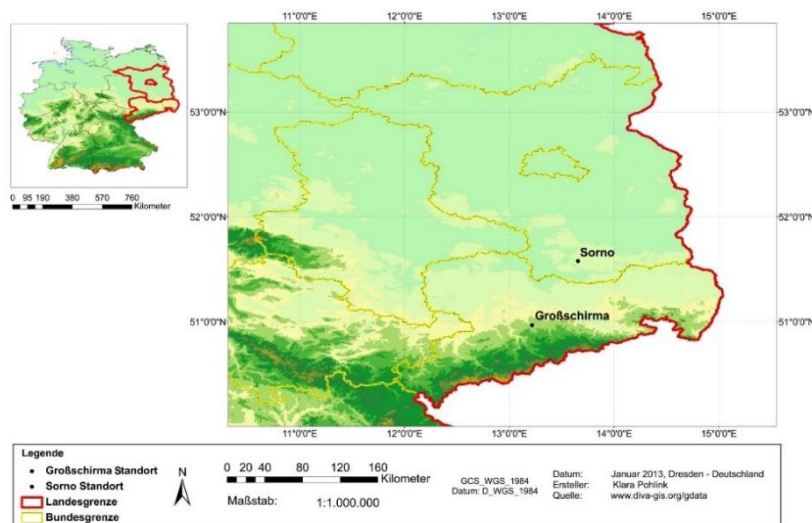 11°0'0"E 12°0'0"E 13°0'0"E 14°0'0"E 15°0'0"E
53°0'0"N 53°0'0"N
0 95 190 380 570 760
Kilometer
52°0'0"N 52°0'0"N
Sorno
51°0'0"N 51°0'0"N
Großschirma
11°0'0"E 12°0'0"E 13°0'0"E 14°0'0"E 15°0'0"E
Legende
Großschirma Standort
Sorno Standort
Landesgrenze
Bundesgrenze
N
0 20 40 80 120 160
Kilometer
Maßstab: 1:1.000.000
GCS_WGS_1984
Datum: D_WGS_1984
Datum: Januar 2013, Dresden - Deutschland
Ersteller: Klara Pohlink
Quelle: www.diva-gis.org/gdata